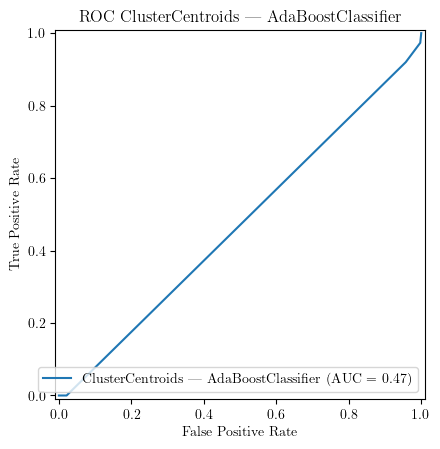 ROC ClusterCentroids — AdaBoostClassifier
1.0
0.8
0.6
0.4
0.2
0.0
True Positive Rate
ClusterCentroids — AdaBoostClassifier (AUC = 0.47)
0.0 0.2 0.4 0.6 0.8 1.0
False Positive Rate